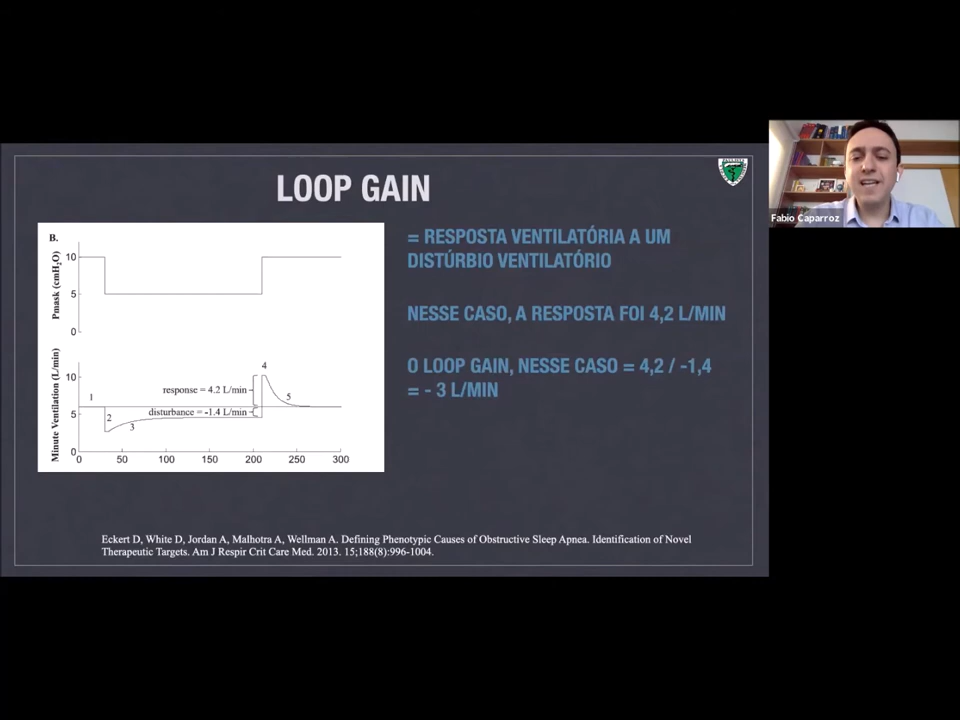 LOOP GAIN
B.
Pmask (cmH₂O)
10
5
0
Minute Ventilation (L/min)
10
5
0
1
2
3
4
5
response = 4.2 L/min
disturbance = -1.4 L/min
0 50 100 150 200 250 300
= RESPOSTA VENTILATÓRIA A UM
DISTÚRBIO VENTILATÓRIO
NESSE CASO, A RESPOSTA FOI 4,2 L/MIN
O LOOP GAIN, NESSE CASO = 4,2 / -1,4
= - 3 L/MIN
Eckert D, White D, Jordan A, Malhotra A, Wellman A. Defining Phenotypic Causes of Obstructive Sleep Apnea. Identification of Novel
Therapeutic Targets. Am J Respir Crit Care Med. 2013. 15;188(8):996-1004.
Fabio Caparroz